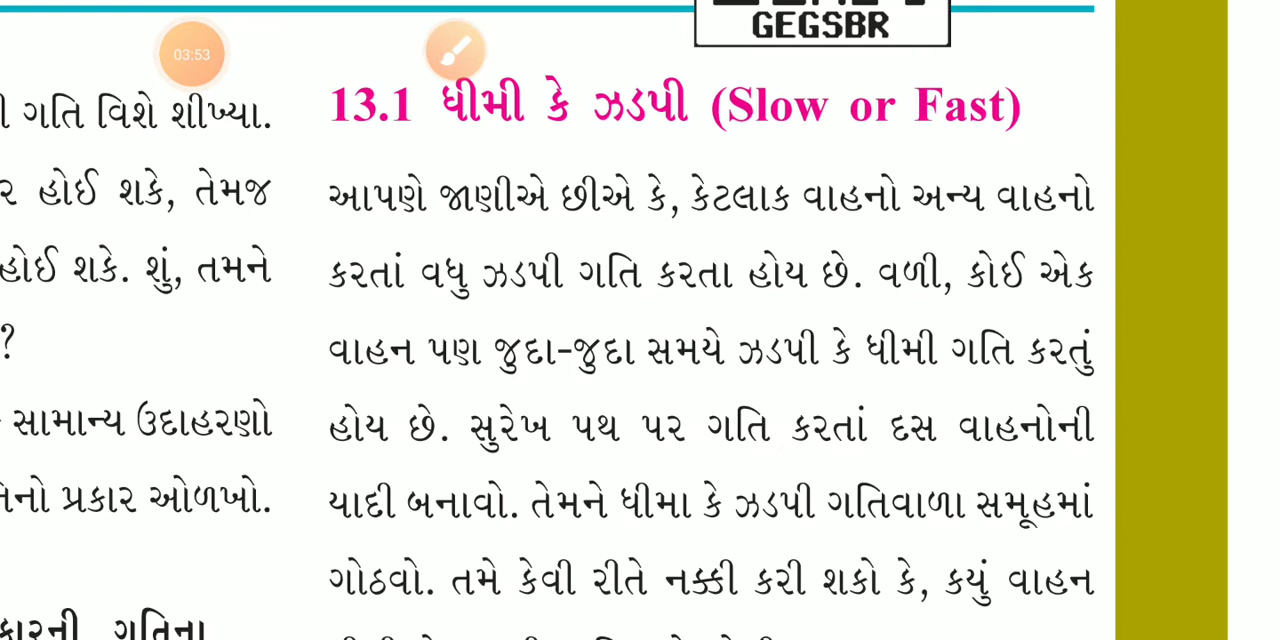 GEGSBR
03:53
ગતિ વિશે શીખ્યા.
હોઈ શકે, તેમજ
હોઈ શકે. શું, તમને
?
સામાન્ય ઉદાહરણો
પ્રકાર ઓળખો.
ગતિના
13.1 ધીમી કે ઝડપી (Slow or Fast)
આપણે જાણીએ છીએ કે, કેટલાક વાહનો અન્ય વાહનો
કરતાં વધુ ઝડપી ગતિ કરતા હોય છે. વળી, કોઈ એક
વાહન પણ જુદા-જુદા સમયે ઝડપી કે ધીમી ગતિ કરતું
હોય છે. સુરેખ પથ પર ગતિ કરતાં દસ વાહનોની
યાદી બનાવો. તેમને ધીમા કે ઝડપી ગતિવાળા સમૂહમાં
ગોઠવો. તમે કેવી રીતે નક્કી કરી શકો કે, કયું વાહન